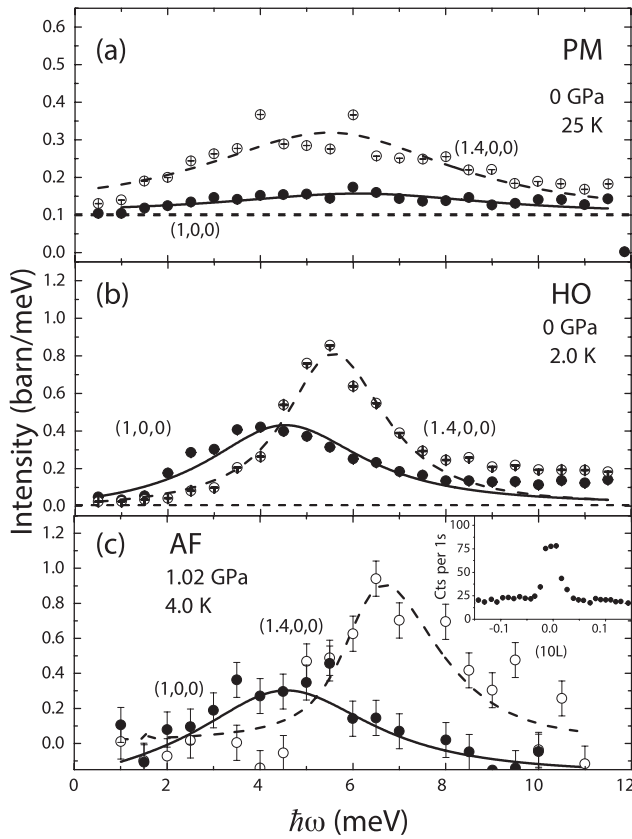 0.6
(a)
PM
0.5
0 GPa
0.4
25 K
0.3
(1.4,0,0)
0.2
0.1
(1,0,0)
0.0
0 2 4 6 8 10 12
1.2
(b)
HO
1.0
0 GPa
0.8
2.0 K
0.6
(1,0,0)
(1.4,0,0)
0.4
0.2
0.0
Intensity (barn/meV)
(c)
AF
1.0
1.02 GPa
0.8
4.0 K
0.6
(1.4,0,0)
0.4
(1,0,0)
0.2
0.0
100
75
50
25
0
Cts per 1s
-0.1 0.0 0.1
(10L)
2 4 6 8 10 12
ℏω (meV)